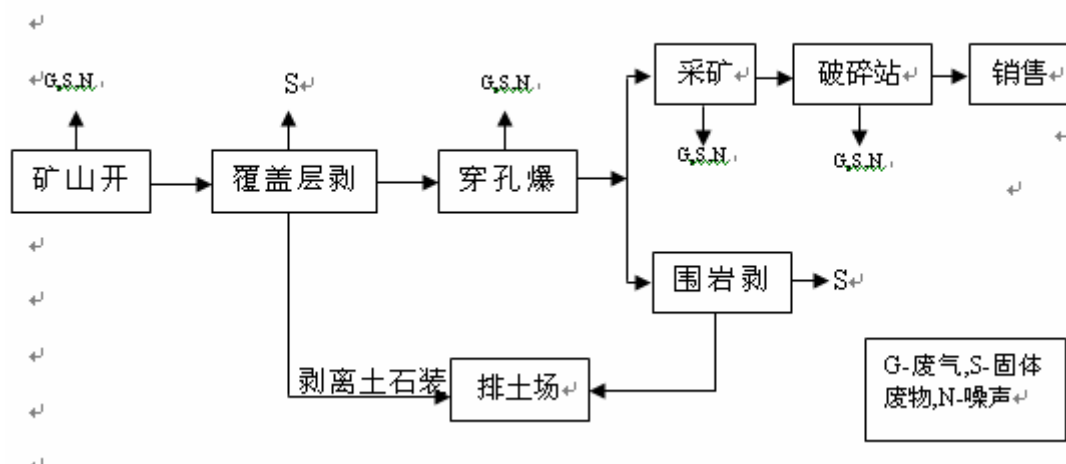 G,S,N
S
G,S,N
采矿
破碎站
销售
G,S,N
G,S,N
矿山开
覆盖层剥
穿孔爆
围岩剥
S
剥离土石装
排土场
G-废气,S-固体
废物,N-噪声